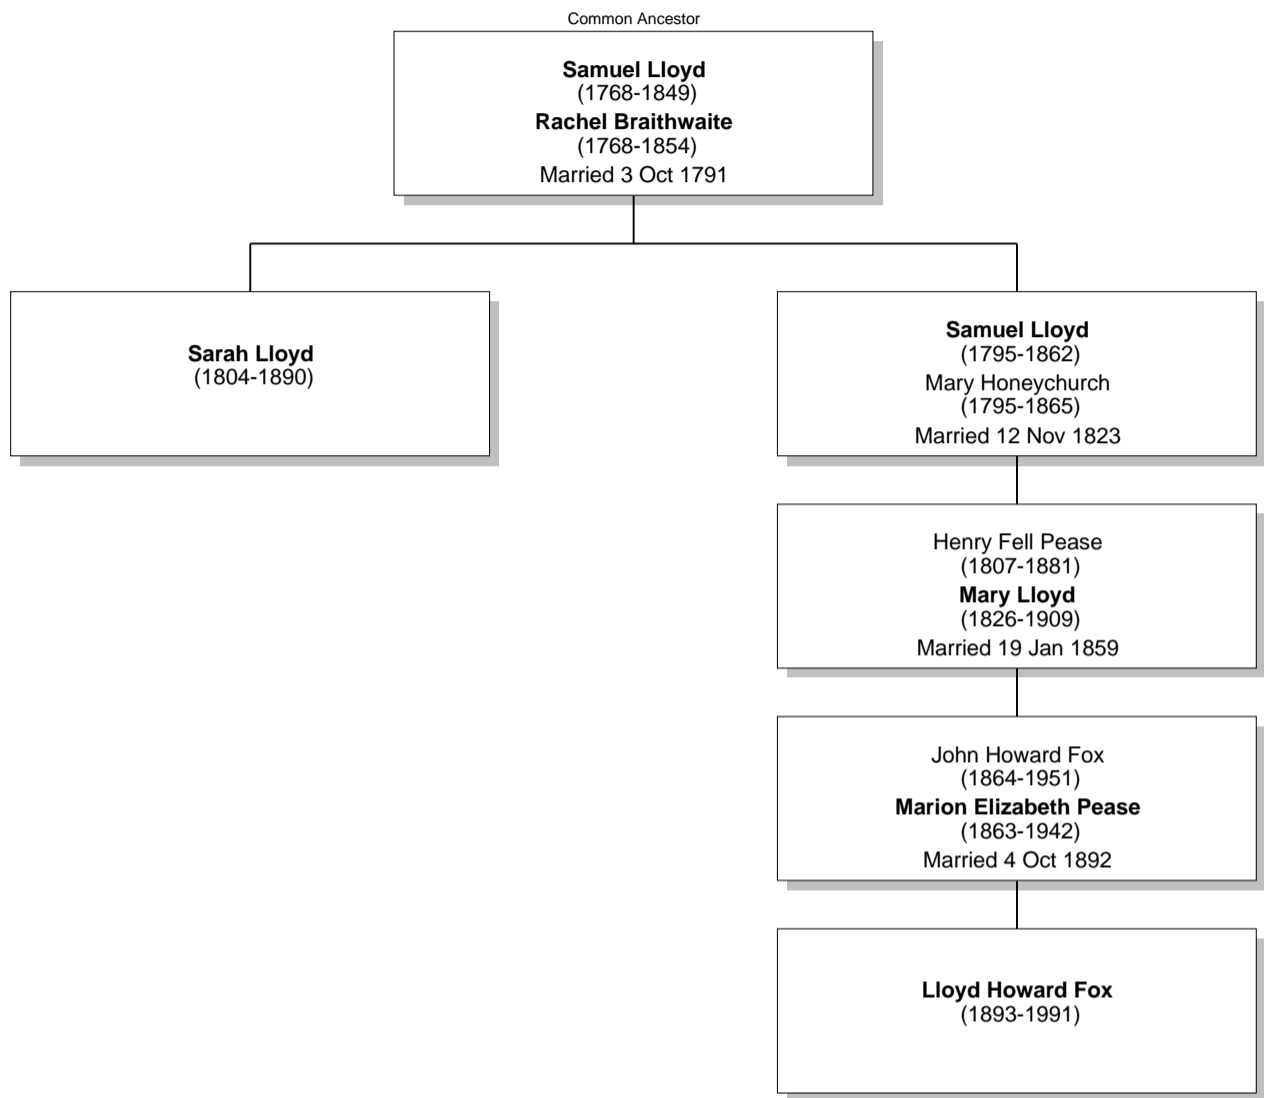 Common Ancestor
Samuel Lloyd
(1768-1849)
Rachel Braithwaite
(1768-1854)
Married 3 Oct 1791
Sarah Lloyd
(1804-1890)
Samuel Lloyd
(1795-1862)
Mary Honeychurch
(1795-1865)
Married 12 Nov 1823
Henry Fell Pease
(1807-1881)
Mary Lloyd
(1826-1909)
Married 19 Jan 1859
John Howard Fox
(1864-1951)
Marion Elizabeth Pease
(1863-1942)
Married 4 Oct 1892
Lloyd Howard Fox
(1893-1991)